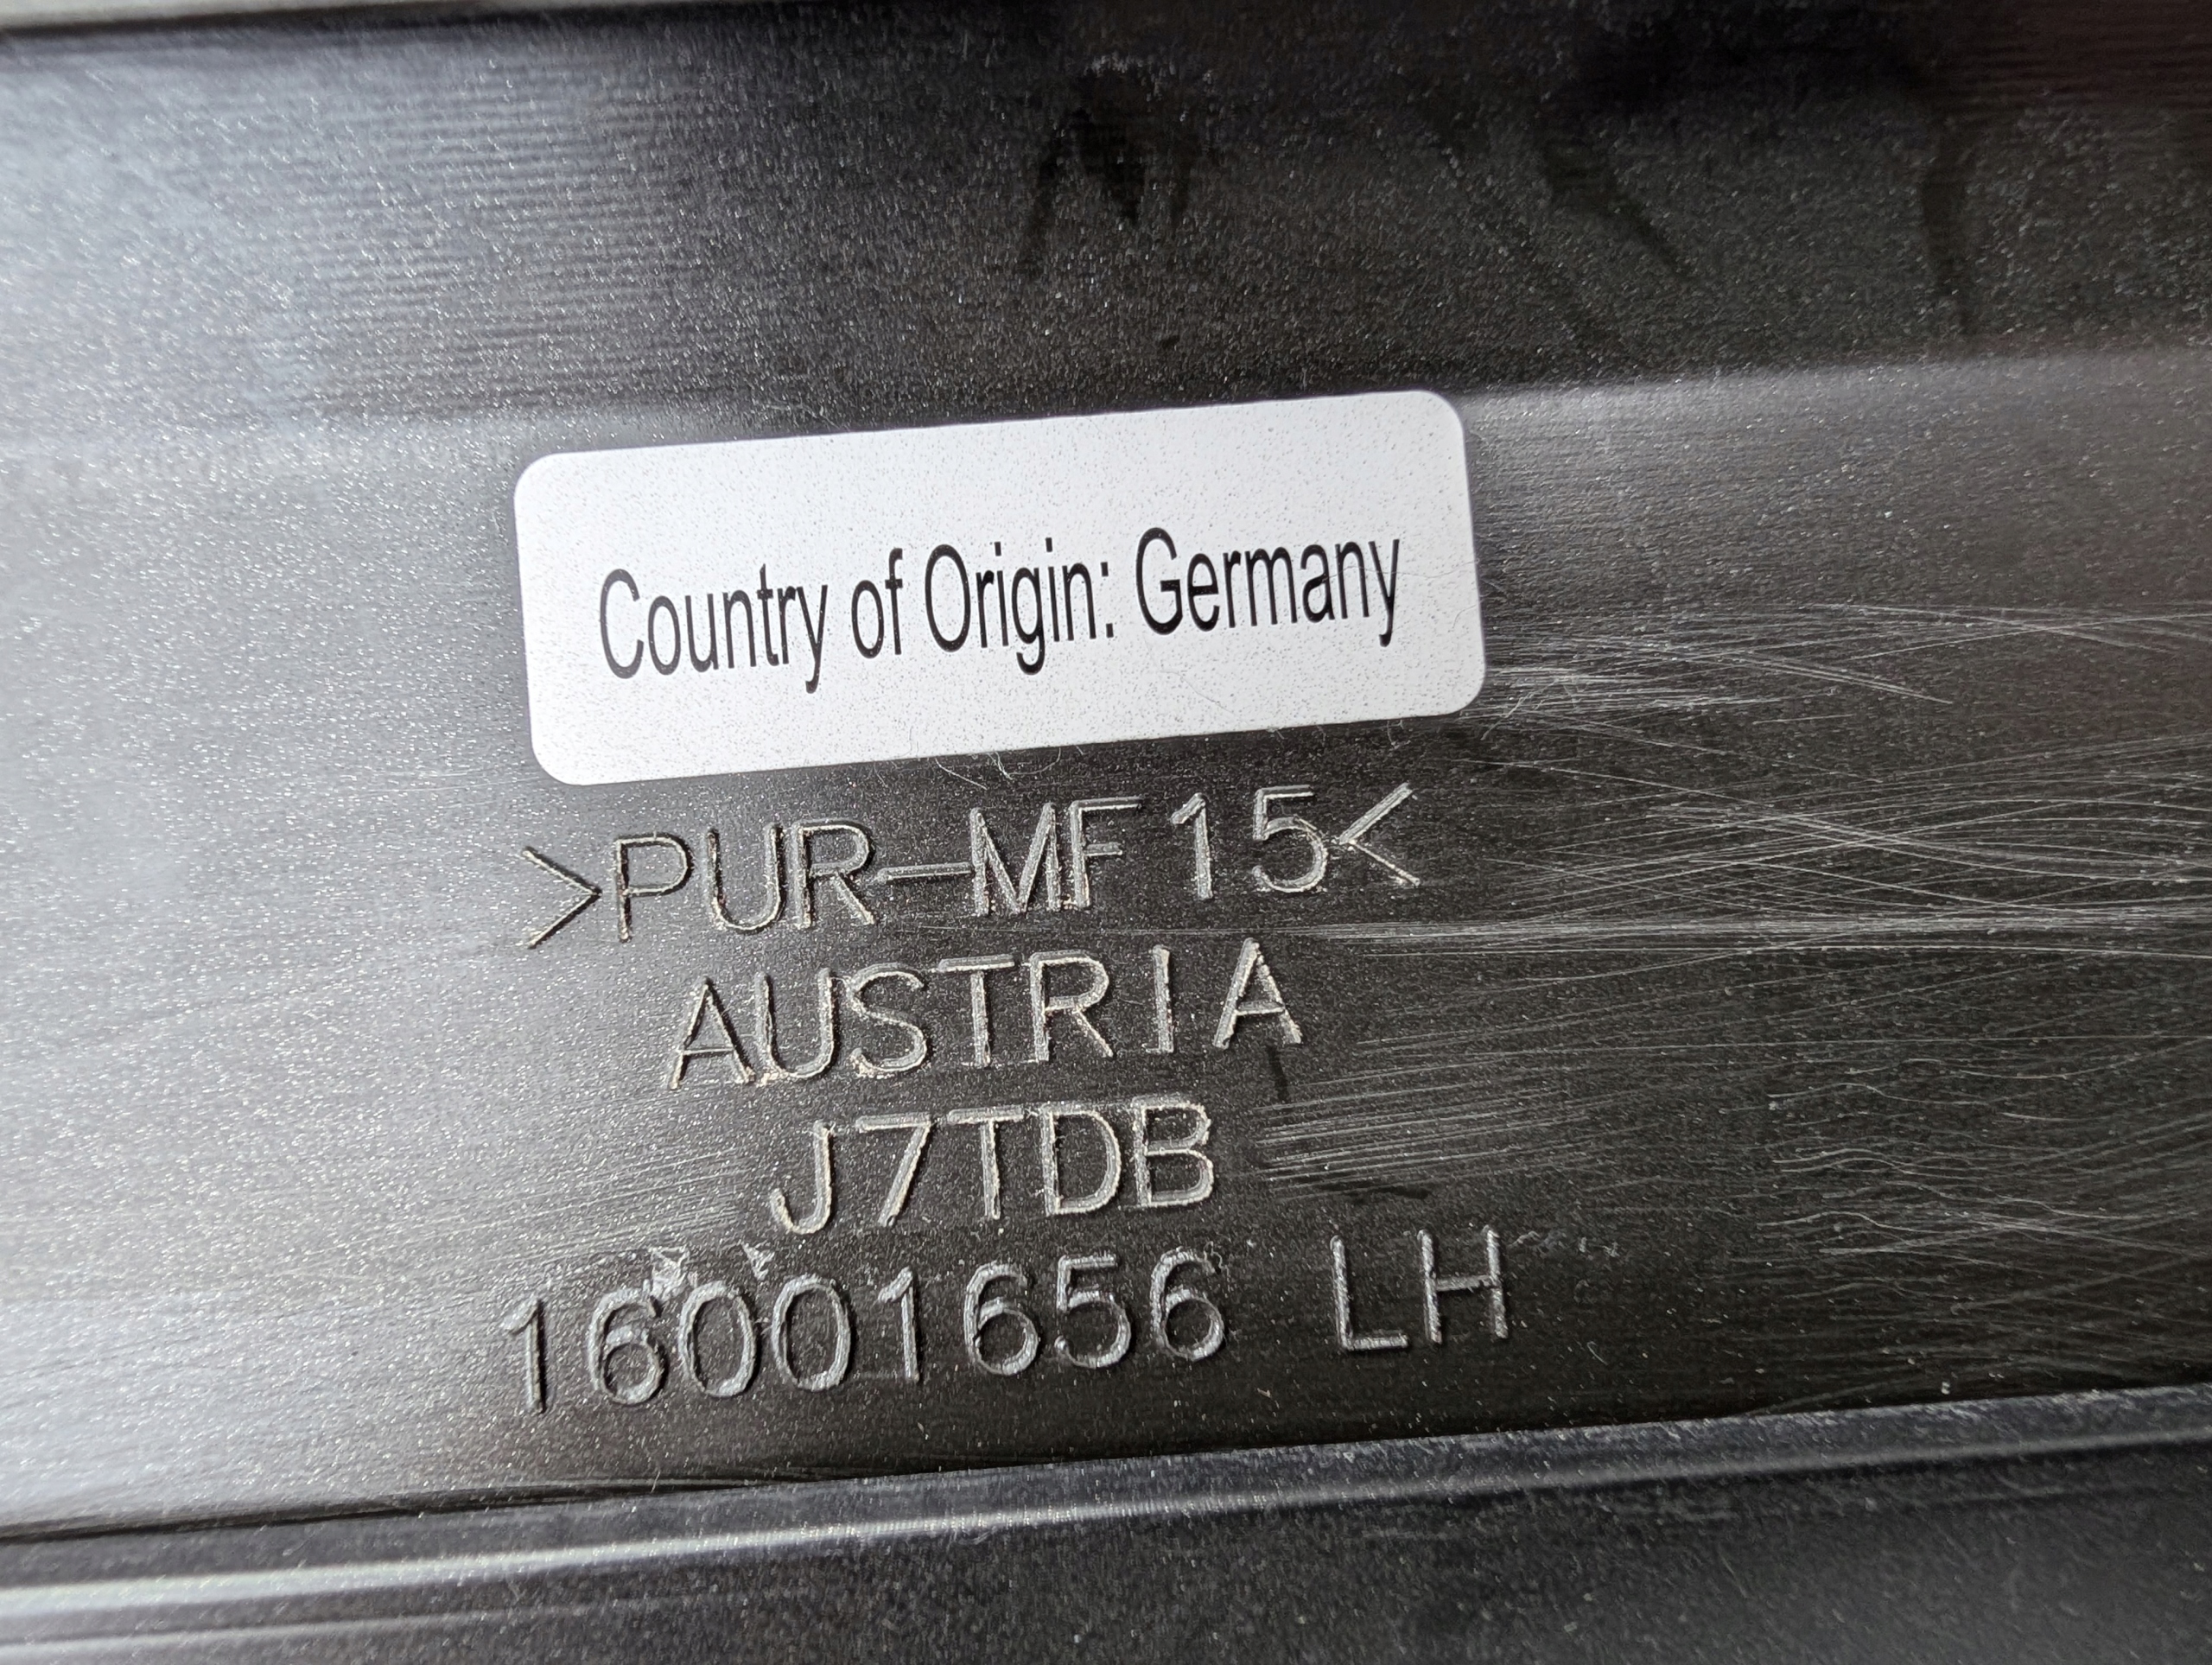 Country of Origin: Germany
>PUR-MF15<
AUSTRIA
J7TDB
16001656 LH